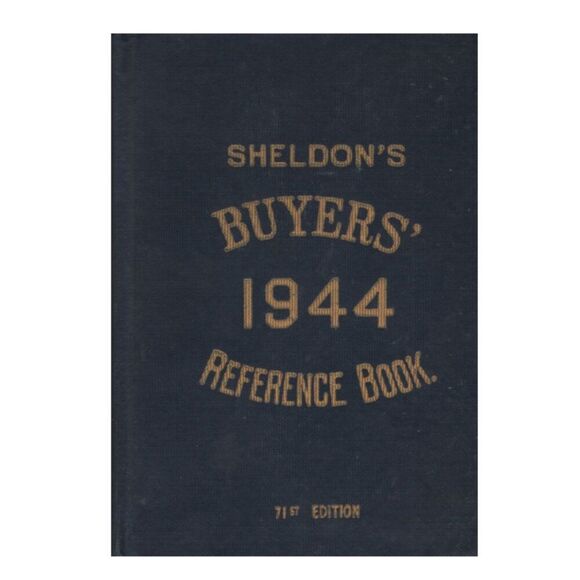 SHELDON'S
BUYERS'
1944
REFERENCE BOOK.
71ST EDITION